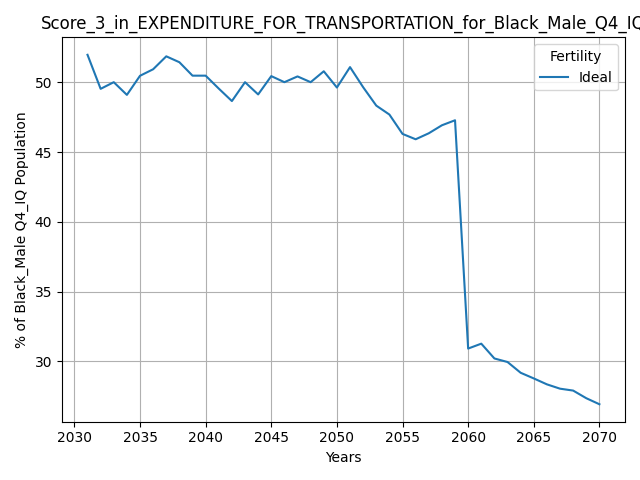 Score_3_in_EXPENDITURE_FOR_TRANSPORTATION_for_Black_Male_Q4_IQ
Fertility
Ideal
% of Black_Male Q4_IQ Population
50
45
40
35
30
2030 2035 2040 2045 2050 2055 2060 2065 2070
Years